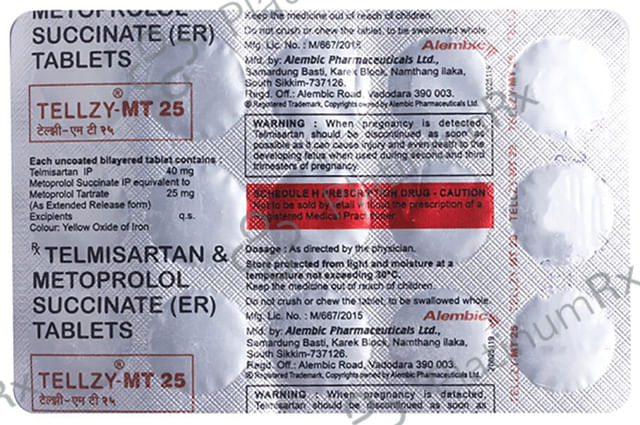 METOPROLOL
SUCCINATE (ER)
TABLETS
®
TELLZY-MT 25
टेल्झी-एम टी २५
Each uncoated bilayered tablet contains :
Telmisartan IP 40 mg
Metoprolol Succinate IP equivalent to
Metoprolol Tartrate 25 mg
(As Extended Release form)
Excipients q.s.
Colour: Yellow Oxide of Iron
Rx TELMISARTAN &
METOPROLOL
SUCCINATE (ER)
TABLETS
®
TELLZY-MT 25
टेल्झी-एम टी २५
Keep the medicine out of reach of children.
Do not crush or chew the tablet, to be swallowed whole.
Mfg. Lic. No. : M/667/2015
Alembic
Mfd. by: Alembic Pharmaceuticals Ltd.,
Samardung Basti, Karek Block, Namthang ilaka,
South Sikkim-737126.
Regd. Off.: Alembic Road, Vadodara 390 003.
® Registered Trademark, Copyrights owned by Alembic Pharmaceuticals Ltd.
WARNING : When pregnancy is detected,
Telmisartan should be discontinued as soon as
possible as it can cause injury and even death to the
developing fetus when used during second and third
trimesters of pregnancy.
SCHEDULE H PRESCRIPTION DRUG - CAUTION
Not to be sold by retail without the prescription of a
Registered Medical Practitioner.
Dosage : As directed by the physician.
Store protected from light and moisture at a
temperature not exceeding 30°C.
Keep the medicine out of reach of children.
Do not crush or chew the tablet, to be swallowed whole.
Mfg. Lic. No. : M/667/2015
Alembic
Mfd. by: Alembic Pharmaceuticals Ltd.,
Samardung Basti, Karek Block, Namthang ilaka,
South Sikkim-737126.
Regd. Off.: Alembic Road, Vadodara 390 003.
® Registered Trademark, Copyrights owned by Alembic Pharmaceuticals Ltd.
WARNING : When pregnancy is detected,
Telmisartan should be discontinued as soon as
TELLZY-MT 25
TELLZY-MT 25
PlatinumRx